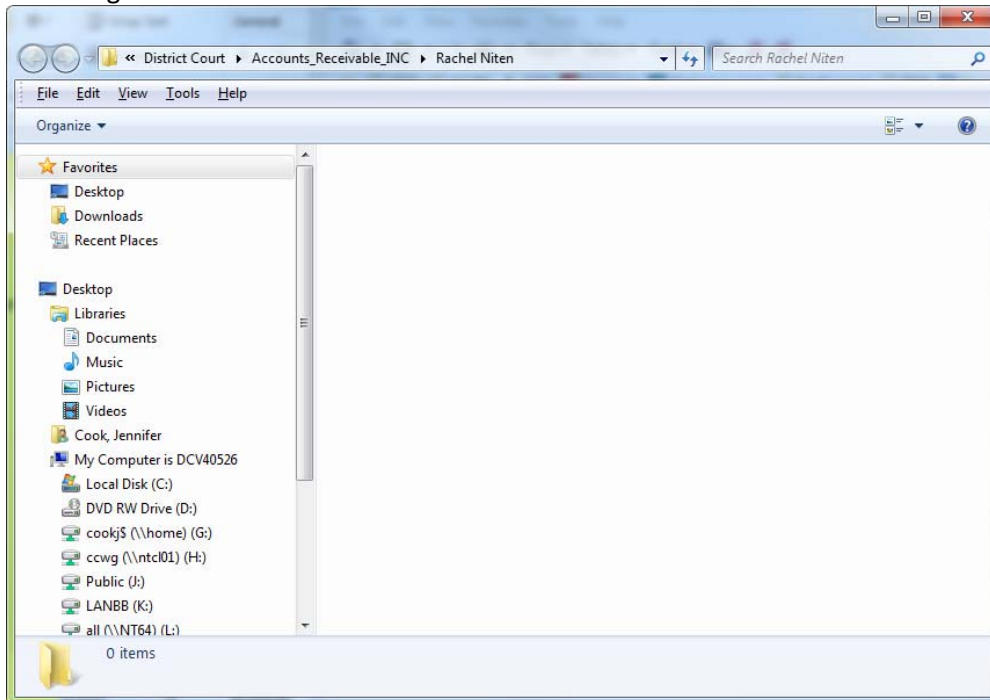 « District Court ▸ Accounts_Receivable_INC ▸ Rachel Niten
Search Rachel Niten
File Edit View Tools Help
Organize
Favorites
Desktop
Downloads
Recent Places
Desktop
Libraries
Documents
Music
Pictures
Videos
Cook, Jennifer
My Computer is DCV40526
Local Disk (C:)
DVD RW Drive (D:)
cookj$ (\\home) (G:)
ccwg (\\ntcl01) (H:)
Public (J:)
LANBB (K:)
all (\\NT64) (L:)
0 items